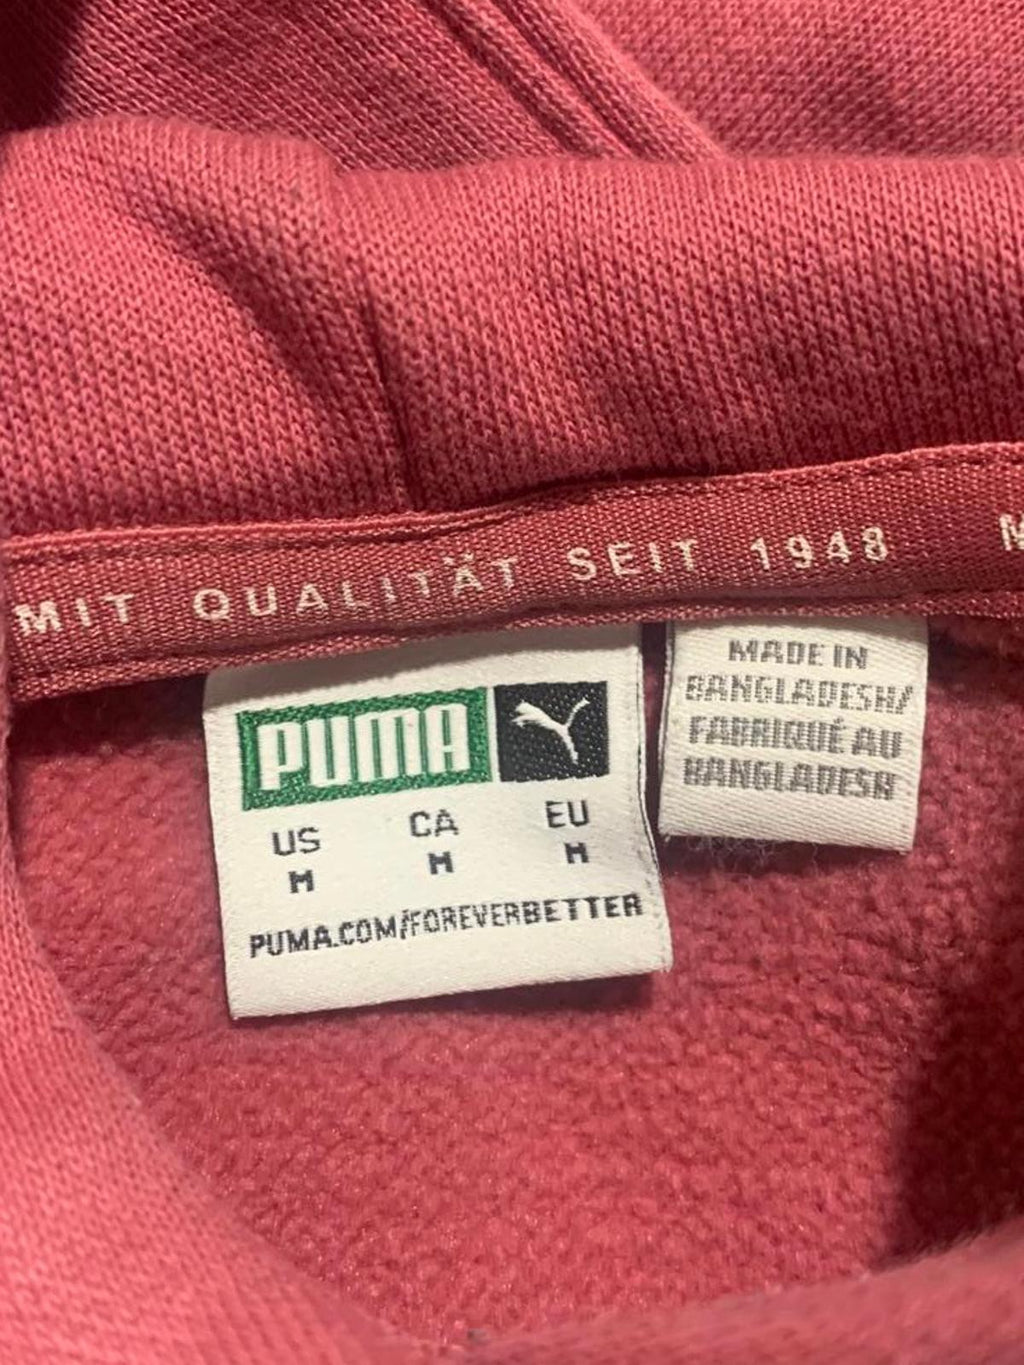 MIT QUALITÄT SEIT 1948 M
PUMA
US CA EU
M M M
PUMA.COM/FOREVERBETTER
MADE IN
BANGLADESH/
FABRIQUÉ AU
BANGLADESH